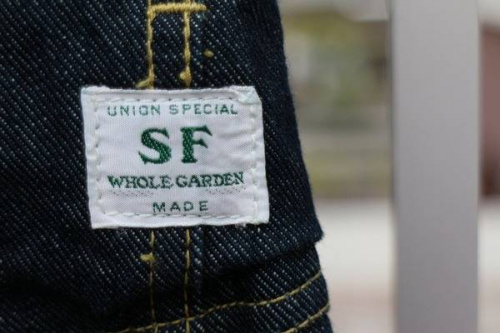 UNION SPECIAL
SF
WHOLE GARDEN
MADE